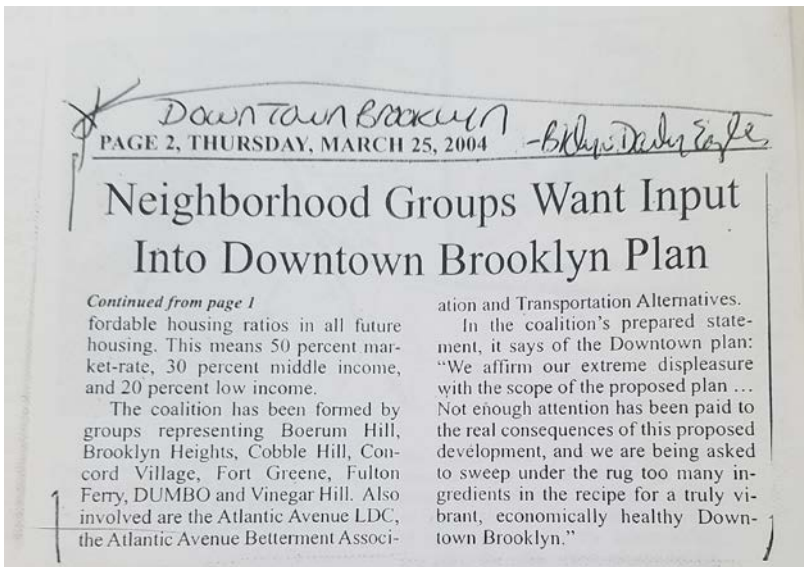 DownTown Brooklyn
PAGE 2, THURSDAY, MARCH 25, 2004 -Bklyn Daily Eagle
Neighborhood Groups Want Input
Into Downtown Brooklyn Plan
Continued from page 1
fordable housing ratios in all future
housing. This means 50 percent mar-
ket-rate, 30 percent middle income,
and 20 percent low income.
The coalition has been formed by
groups representing Boerum Hill,
Brooklyn Heights, Cobble Hill, Con-
cord Village, Fort Greene, Fulton
Ferry, DUMBO and Vinegar Hill. Also
involved are the Atlantic Avenue LDC,
the Atlantic Avenue Betterment Associ-
ation and Transportation Alternatives.
In the coalition's prepared state-
ment, it says of the Downtown plan:
“We affirm our extreme displeasure
with the scope of the proposed plan ...
Not enough attention has been paid to
the real consequences of this proposed
development, and we are being asked
to sweep under the rug too many in-
gredients in the recipe for a truly vi-
brant, economically healthy Down-
town Brooklyn.”